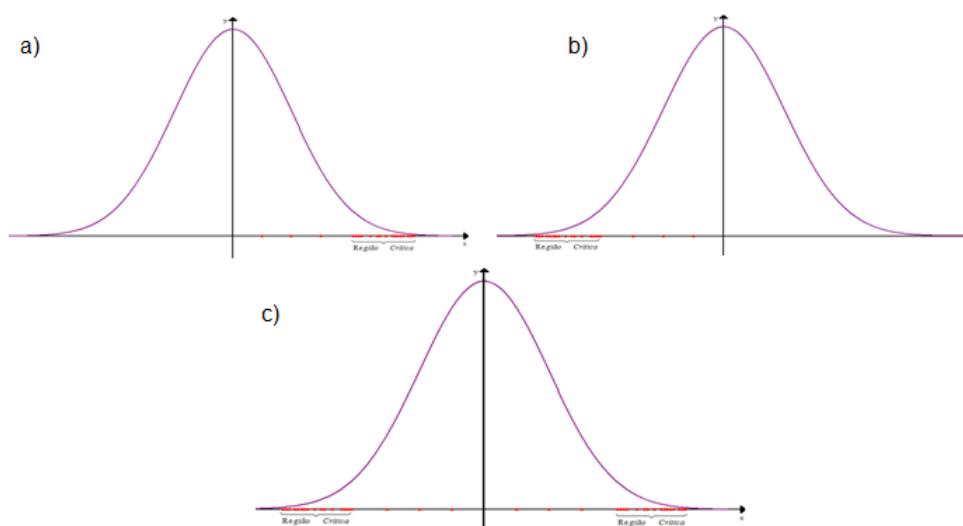 a)
y
x
Região Crítica
b)
y
Região Crítica
c)
y
x
Região Crítica
Região Crítica